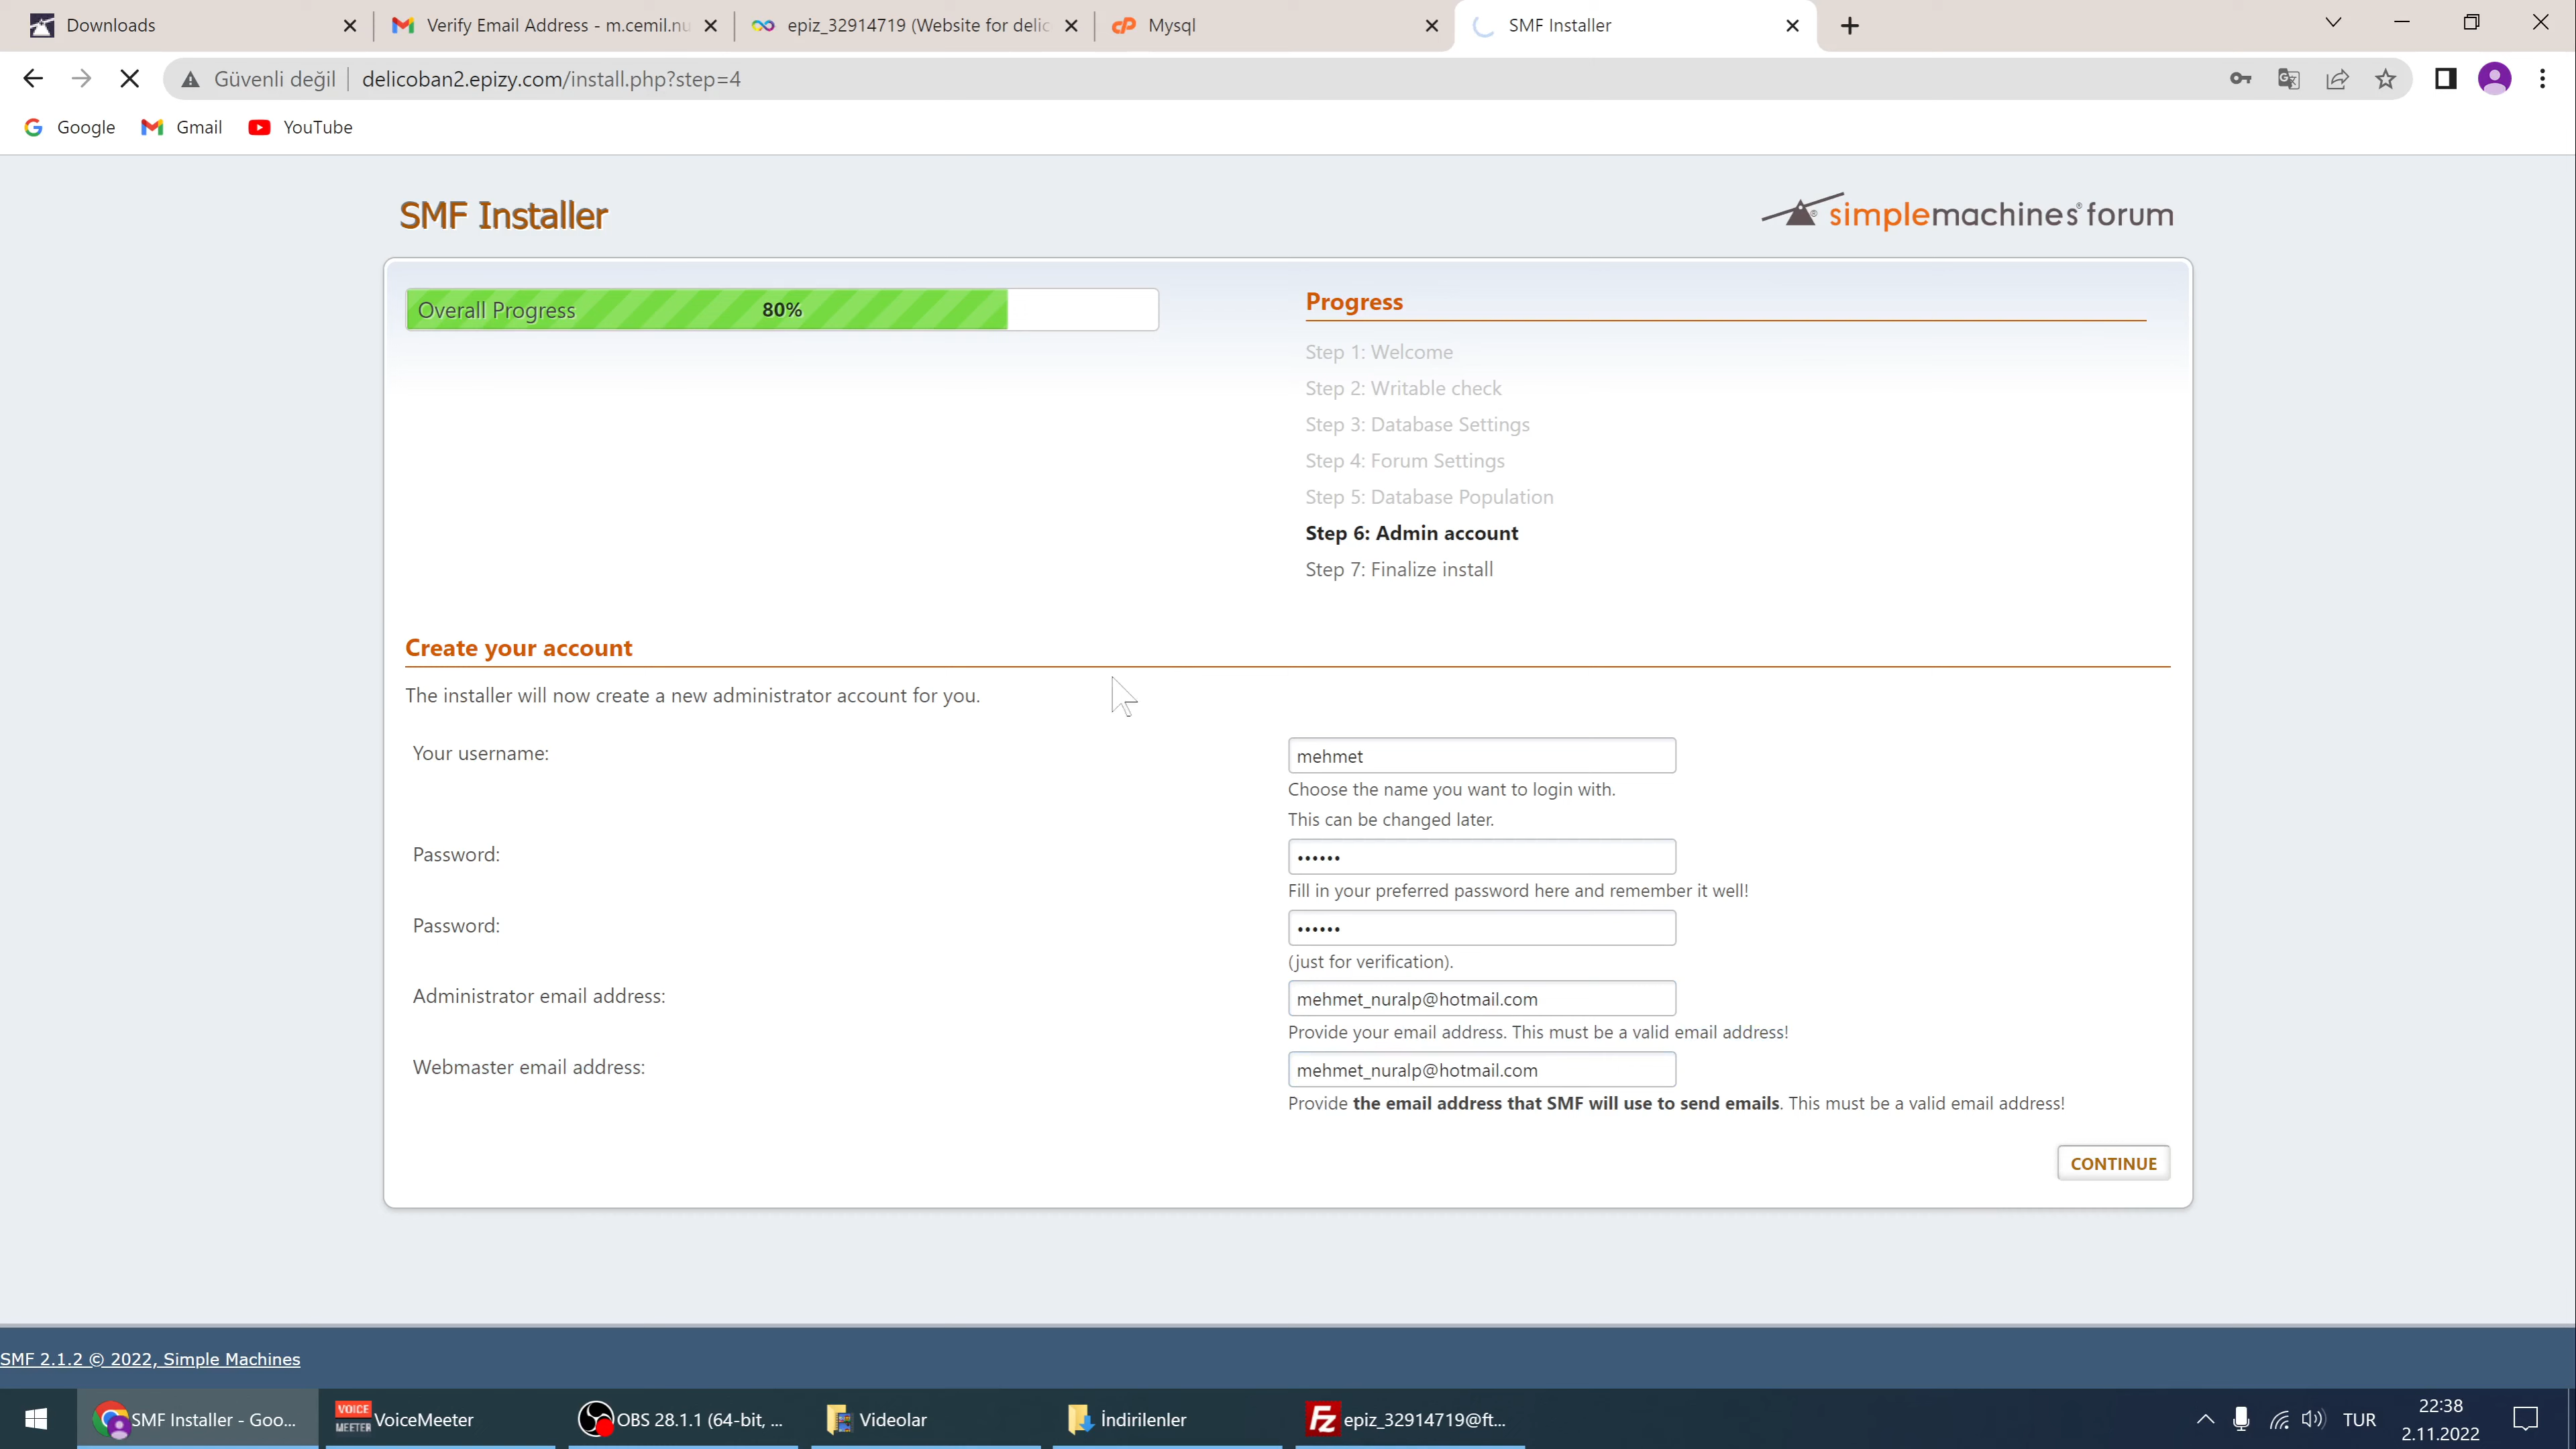 Downloads
Verify Email Address - m.cemil.nu
epiz_32914719 (Website for delic
cP Mysql
SMF Installer
Güvenli değil
delicoban2.epizy.com/install.php?step=4
Google
Gmail
YouTube
SMF Installer
simplemachines® forum
Overall Progress
80%
Progress
Step 1: Welcome
Step 2: Writable check
Step 3: Database Settings
Step 4: Forum Settings
Step 5: Database Population
Step 6: Admin account
Step 7: Finalize install
Create your account
The installer will now create a new administrator account for you.
Your username:
mehmet
Choose the name you want to login with.
This can be changed later.
Password:
••••••
Fill in your preferred password here and remember it well!
Password:
••••••
(just for verification).
Administrator email address:
mehmet_nuralp@hotmail.com
Provide your email address. This must be a valid email address!
Webmaster email address:
mehmet_nuralp@hotmail.com
Provide the email address that SMF will use to send emails. This must be a valid email address!
CONTINUE
SMF 2.1.2 © 2022, Simple Machines
SMF Installer - Goo...
VOICE MEETER
VoiceMeeter
OBS 28.1.1 (64-bit, ...
Videolar
İndirilenler
Fz
epiz_32914719@ft...
TUR
22:38
2.11.2022